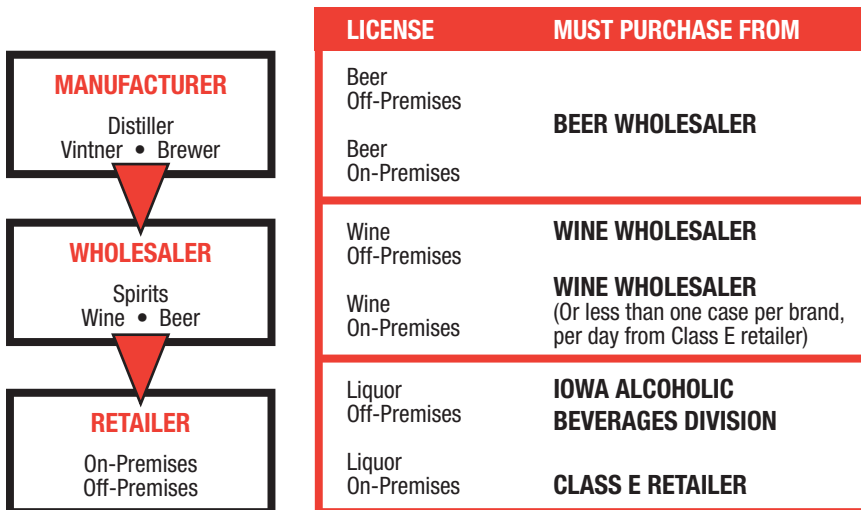 MANUFACTURER
Distiller
Vintner • Brewer
WHOLESALER
Spirits
Wine • Beer
RETAILER
On-Premises
Off-Premises
LICENSE MUST PURCHASE FROM
Beer
Off-Premises
Beer
On-Premises
BEER WHOLESALER
Wine
Off-Premises
WINE WHOLESALER
Wine
On-Premises
WINE WHOLESALER
(Or less than one case per brand,
per day from Class E retailer)
Liquor
Off-Premises
IOWA ALCOHOLIC
BEVERAGES DIVISION
Liquor
On-Premises
CLASS E RETAILER